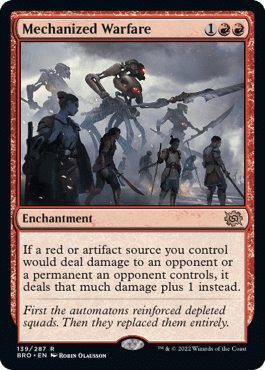 Mechanized Warfare 1
Enchantment
If a red or artifact source you control
would deal damage to an opponent or
a permanent an opponent controls, it
deals that much damage plus 1 instead.
First the automatons reinforced depleted
squads. Then they replaced them entirely.
139/287 R
BRO • EN Robin Olausson
™ & © 2022 Wizards of the Coast